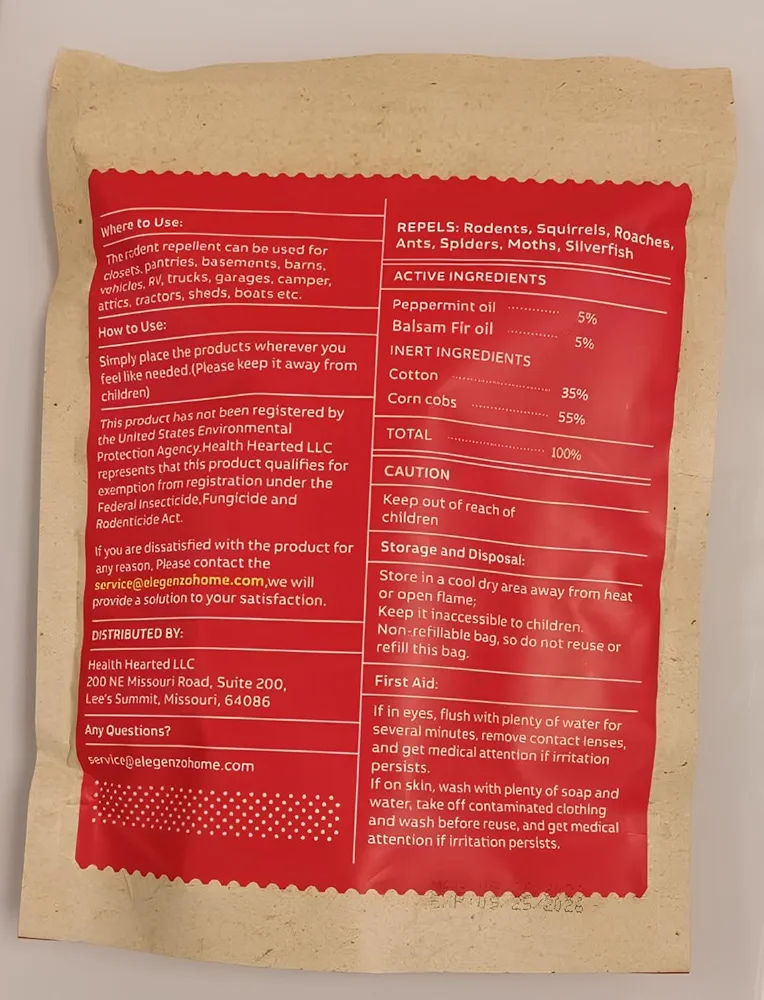 Where to Use:
The rodent repellent can be used for
closets, pantries, basements, barns,
vehicles, RV, trucks, garages, camper,
attics, tractors, sheds, boats etc.
How to Use:
Simply place the products wherever you
feel like needed.(Please keep it away from
children)
This product has not been registered by
the United States Environmental
Protection Agency.Health Hearted LLC
represents that this product qualifies for
exemption from registration under the
Federal Insecticide,Fungicide and
Rodenticide Act.
If you are dissatisfied with the product for
any reason, Please contact the
service@elegenzohome.com,we will
provide a solution to your satisfaction.
DISTRIBUTED BY:
Health Hearted LLC
200 NE Missouri Road, Suite 200,
Lee's Summit, Missouri, 64086
Any Questions?
service@elegenzohome.com
REPELS: Rodents, Squirrels, Roaches,
Ants, Spiders, Moths, Silverfish
ACTIVE INGREDIENTS
Peppermint oil ................ 5%
Balsam Fir oil ................ 5%
INERT INGREDIENTS
Cotton ................ 35%
Corn cobs ................ 55%
TOTAL ................ 100%
CAUTION
Keep out of reach of
children
Storage and Disposal:
Store in a cool dry area away from heat
or open flame;
Keep it inaccessible to children.
Non-refillable bag, so do not reuse or
refill this bag.
First Aid:
If in eyes, flush with plenty of water for
several minutes, remove contact lenses,
and get medical attention if irritation
persists.
If on skin, wash with plenty of soap and
water, take off contaminated clothing
and wash before reuse, and get medical
attention if irritation persists.
EXP:09/25/2026